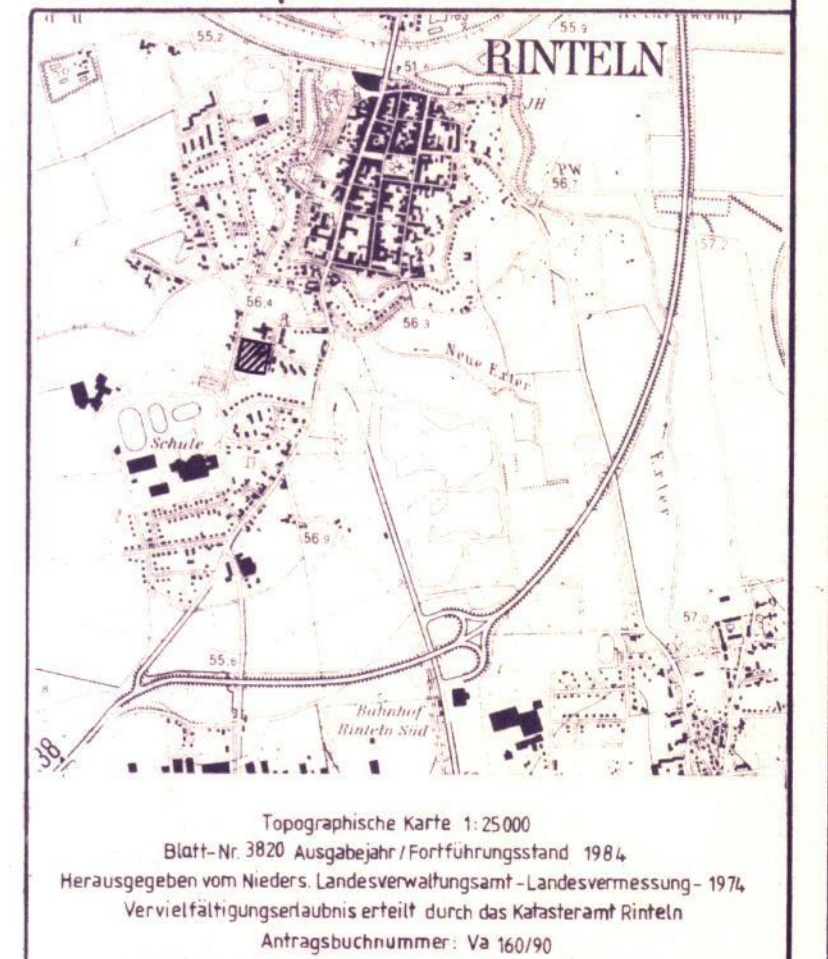 55,2
55,9
RINTELN
51,6
JH
PW
56,7
57,2
56,4
56,3
Neue Exter
Schule
Exter
56,9
57,0
55,6
Bahnhof
Rinteln Süd
38
Topographische Karte 1:25000
Blatt-Nr. 3820 Ausgabejahr/Fortführungsstand 1984
Herausgegeben vom Nieders. Landesverwaltungsamt-Landesvermessung- 1974
Vervielfältigungserlaubnis erteilt durch das Katasteramt Rinteln
Antragsbuchnummer: Va 160/90